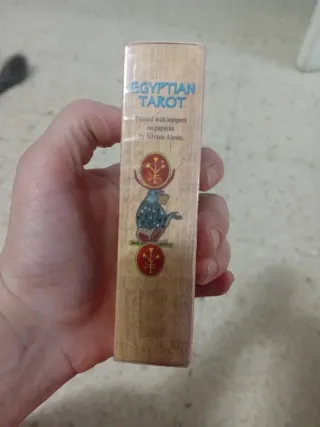 EGYPTIAN
TAROT
Painted with tempera
on papyrus
by Silvana Alasia.